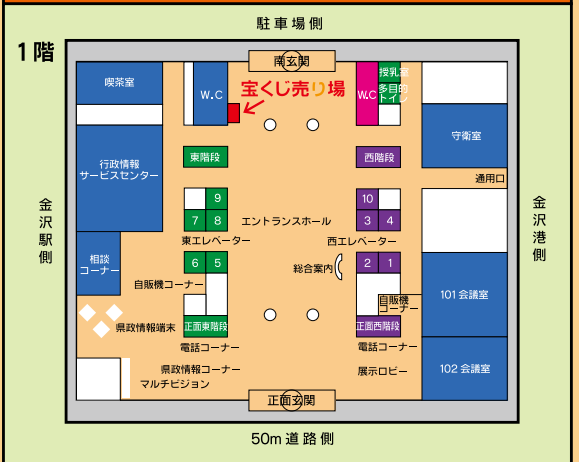 駐車場側
1階
南玄関
喫茶室
W.C
宝くじ売り場
W.C
授乳室
多目的
トイレ
守衛室
行政情報
サービスセンター
東階段
西階段
通用口
9
7
8
エントランスホール
10
3
4
東エレベーター
西エレベーター
金沢駅側
金沢港側
相談
コーナー
6
5
総合案内
2
1
自販機コーナー
自販機
コーナー
101会議室
県政情報端末
正面東階段
正面西階段
電話コーナー
電話コーナー
県政情報コーナー
マルチビジョン
展示ロビー
102会議室
正面玄関
50m道路側